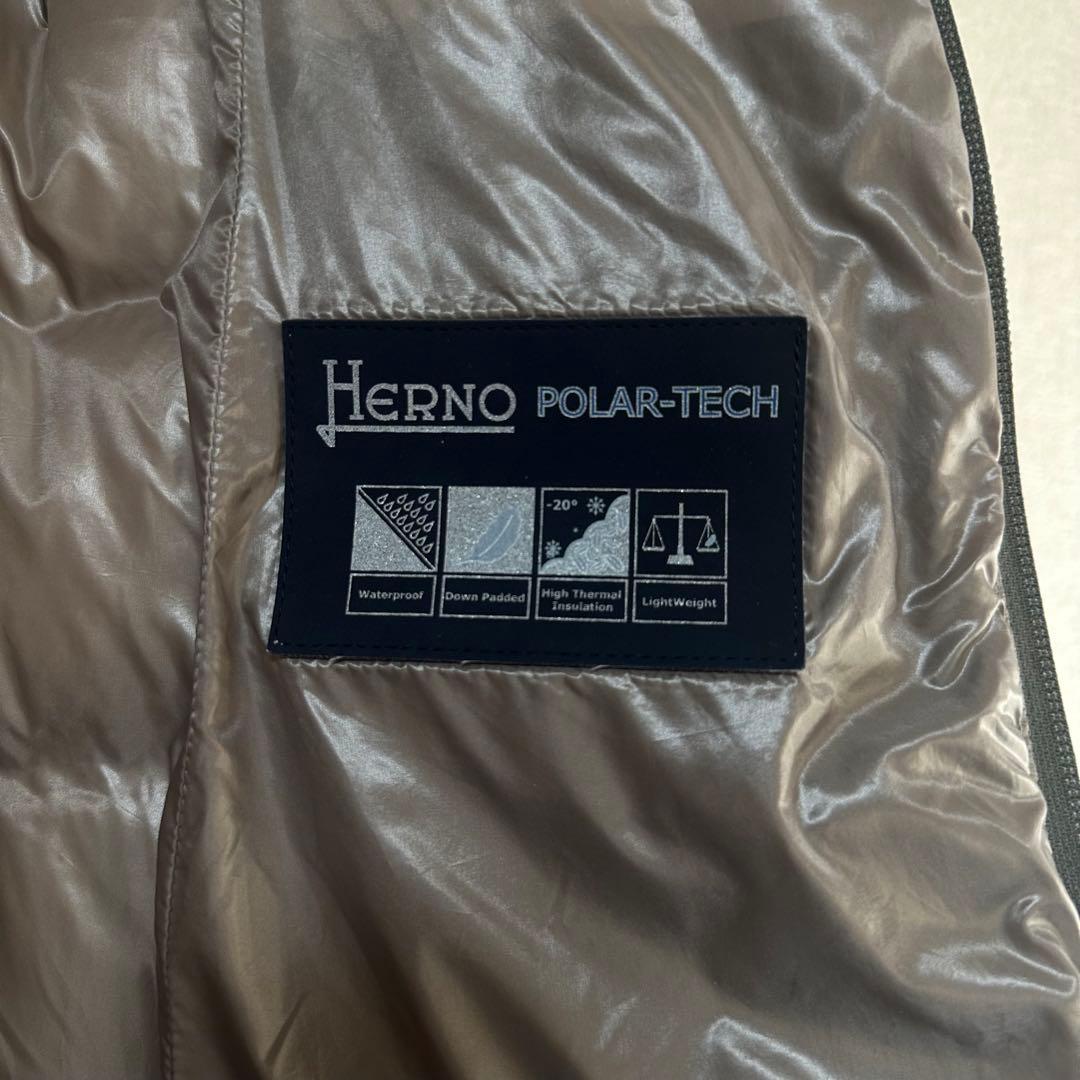 HERNO POLAR-TECH
-20°
Waterproof
Down Padded
High Thermal
Insulation
LightWeight